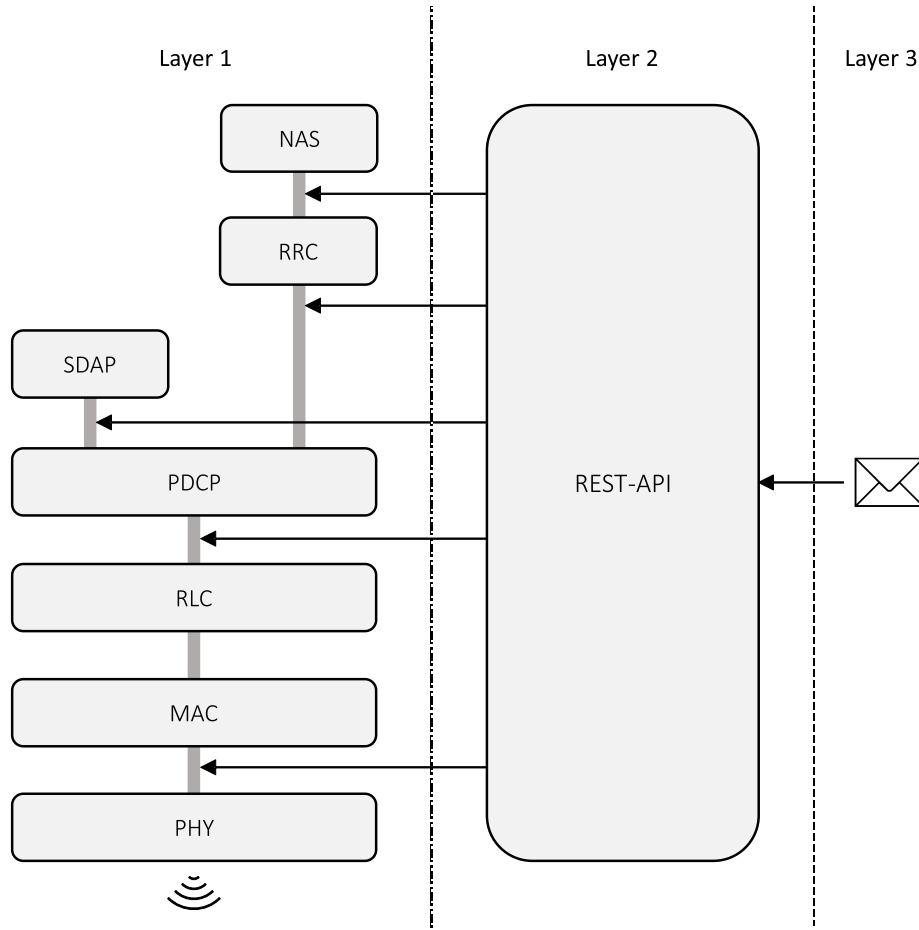 Layer 1
Layer 2
Layer 3
NAS
RRC
SDAP
PDCP
REST-API
RLC
MAC
PHY